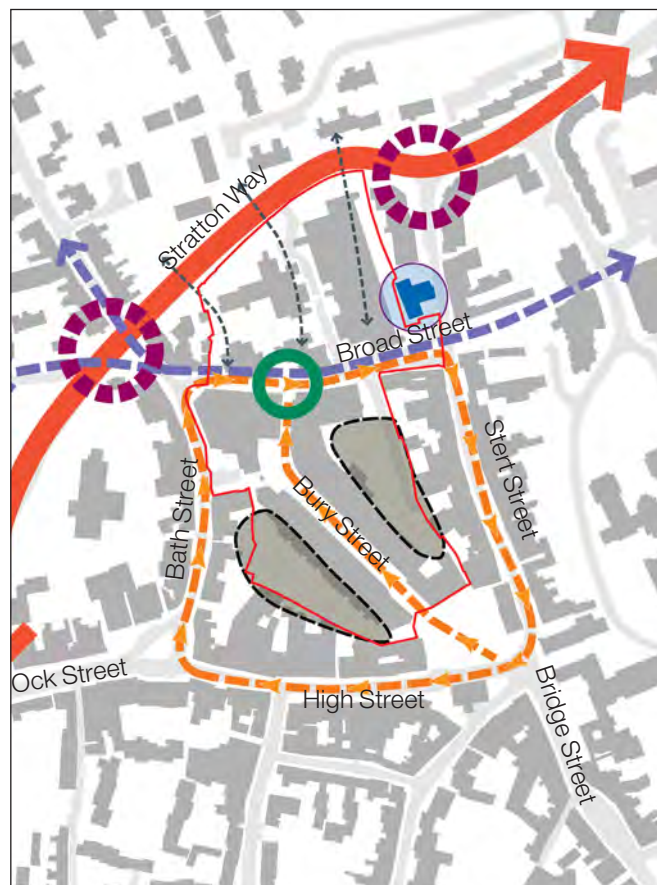 Stratton Way
Broad Street
Stert Street
Bury Street
Bath Street
Ock Street
High Street
Bridge Street